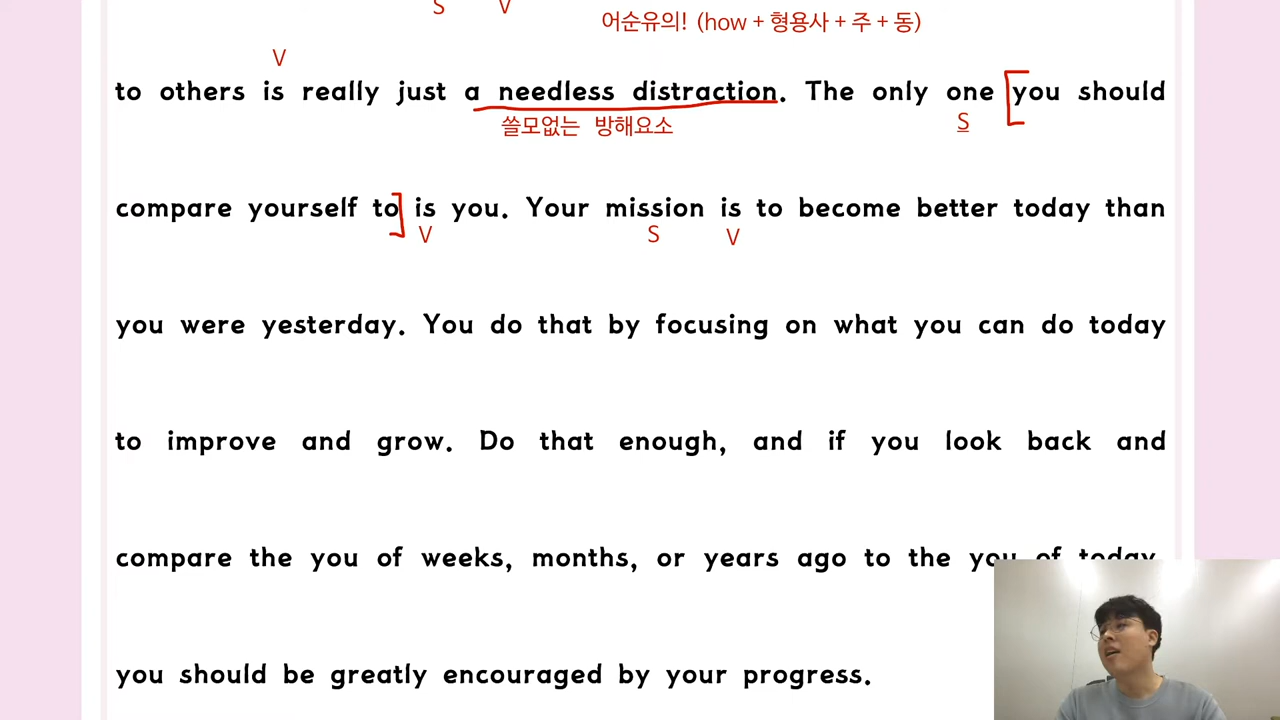 S V
어순유의! (how + 형용사 + 주 + 동)
V
to others is really just a needless distraction. The only one [you should
쓸모없는 방해요소 S
compare yourself to] is you. Your mission is to become better today than
V S V
you were yesterday. You do that by focusing on what you can do today
to improve and grow. Do that enough, and if you look back and
compare the you of weeks, months, or years ago to the you of today,
you should be greatly encouraged by your progress.